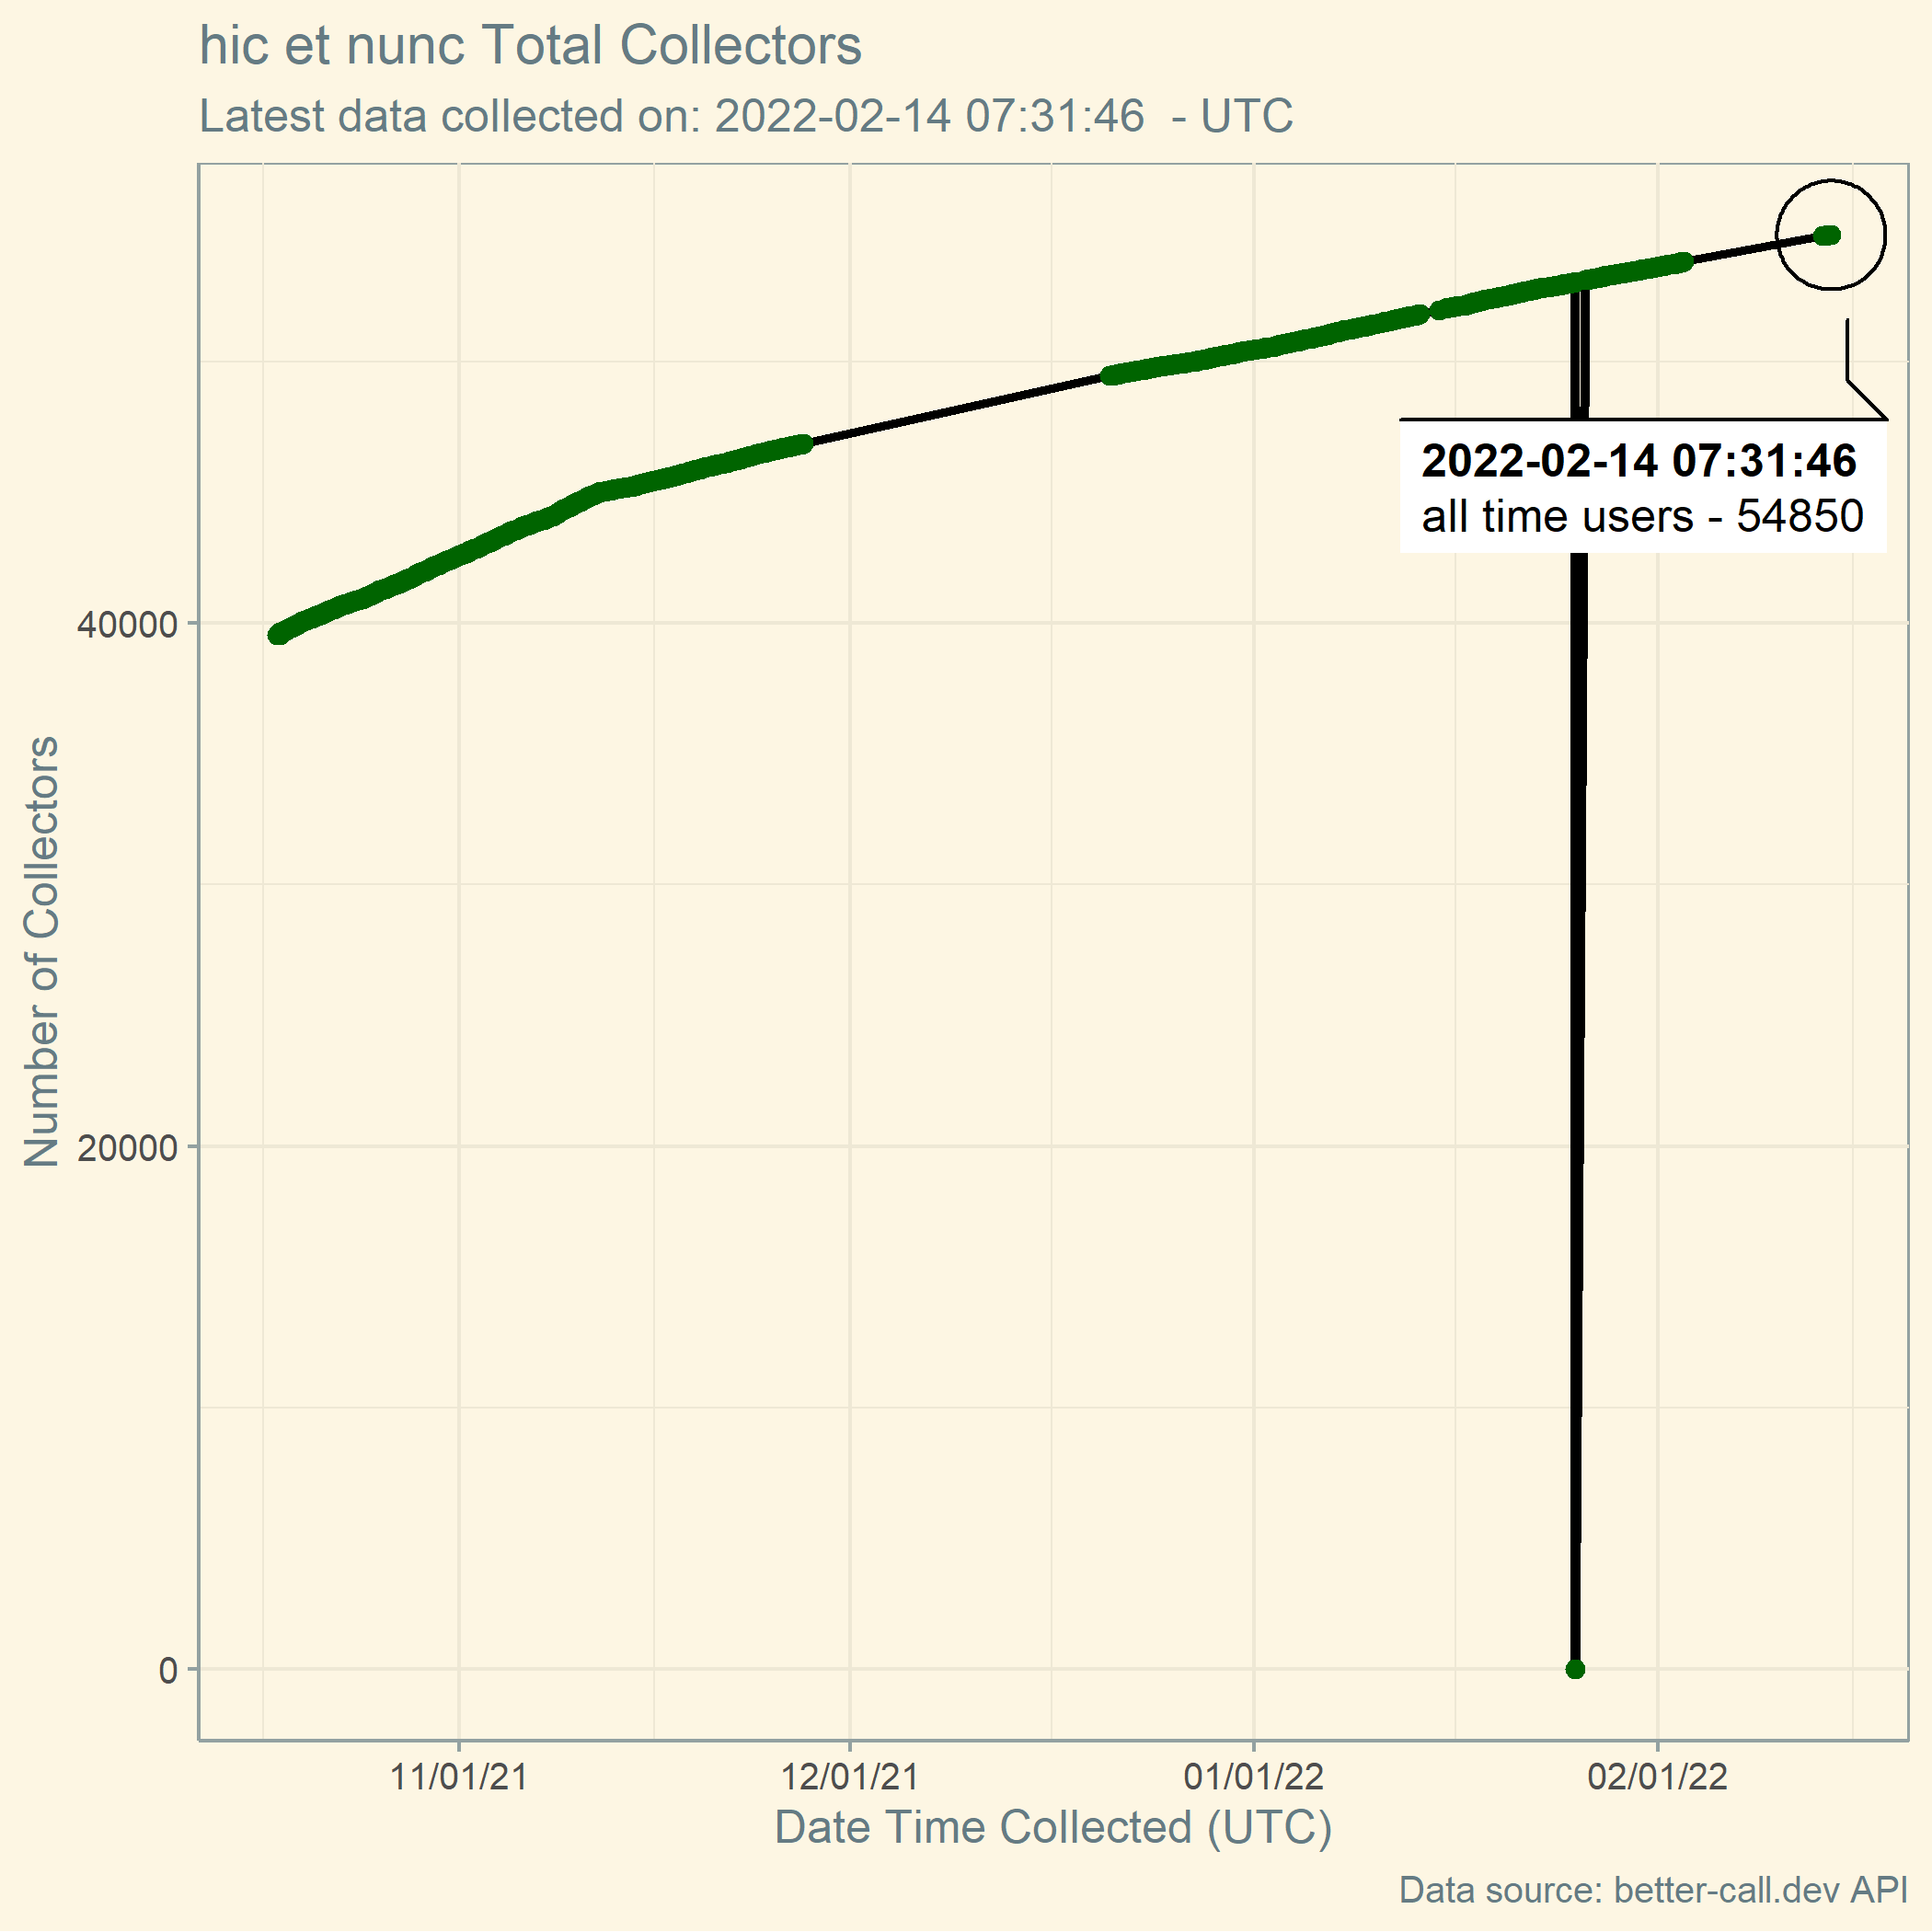 hic et nunc Total Collectors
Latest data collected on: 2022-02-14 07:31:46  - UTC
2022-02-14 07:31:46
all time users - 54850
Number of Collectors
40000
20000
0
11/01/21
12/01/21
01/01/22
02/01/22
Date Time Collected (UTC)
Data source: better-call.dev API